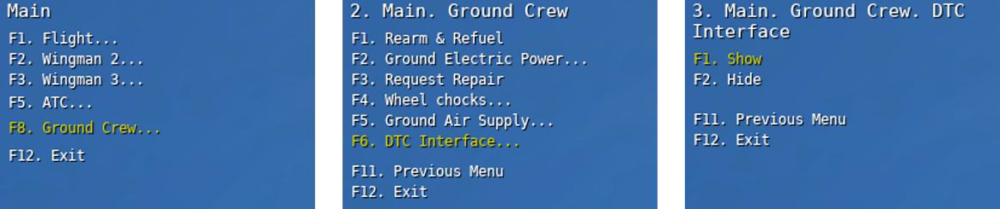 Main
F1. Flight...
F2. Wingman 2...
F3. Wingman 3...
F5. ATC...
F8. Ground Crew...
F12. Exit
2. Main. Ground Crew
F1. Rearm & Refuel
F2. Ground Electric Power...
F3. Request Repair
F4. Wheel chocks...
F5. Ground Air Supply...
F6. DTC Interface...
F11. Previous Menu
F12. Exit
3. Main. Ground Crew. DTC
Interface
F1. Show
F2. Hide
F11. Previous Menu
F12. Exit